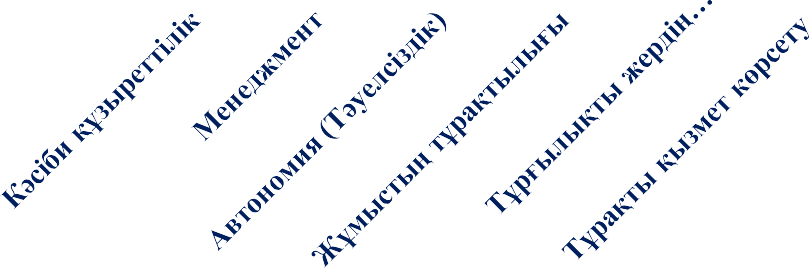 Кәсіби құзыреттілік
Менеджмент
Автономия (Тәуелсіздік)
Жұмыстың тұрақтылығы
Тұрғылықты жердің…
Тұрақты қызмет көрсету